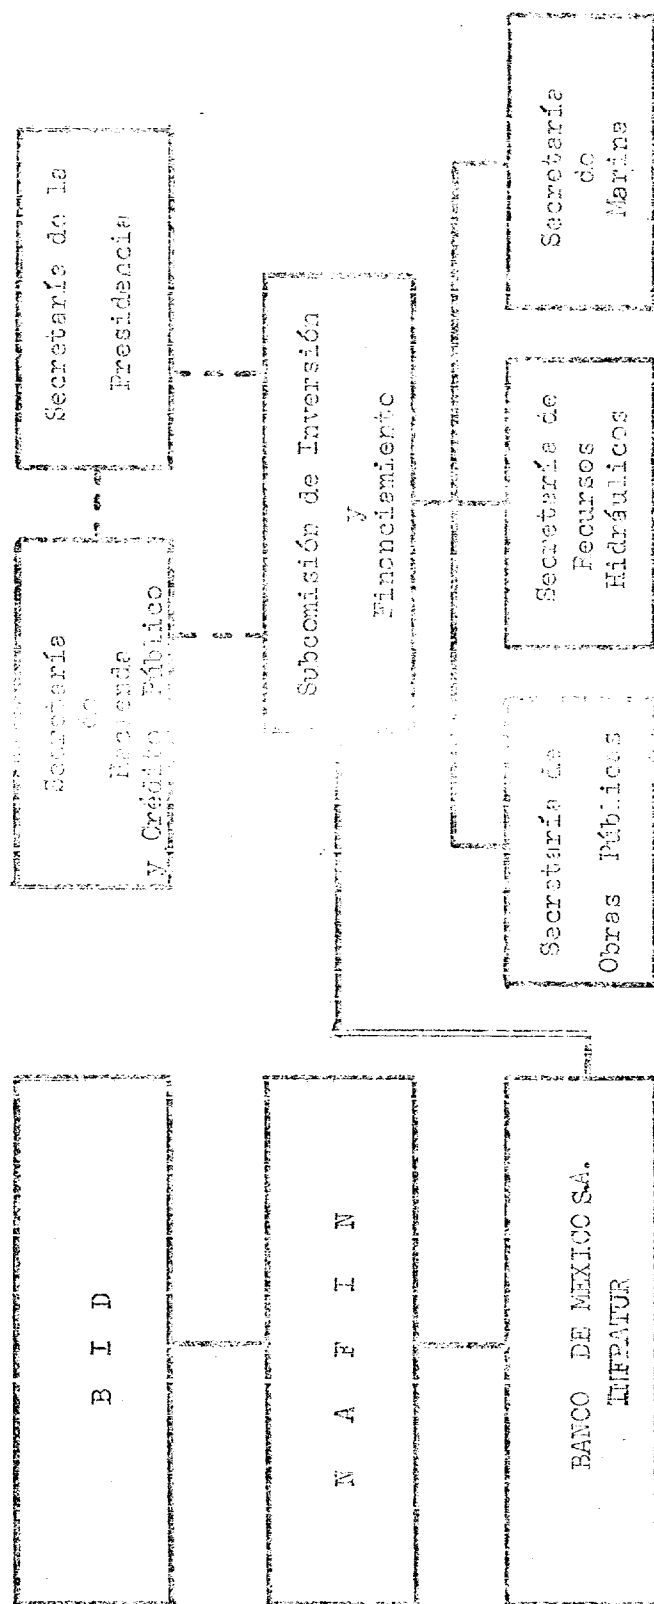 B I D
Secretaría
de
Hacienda
y Crédito Público
Secretaría de la
Presidencia
N A F I N
Subcomisión de Inversión
y
Financiamiento
BANCO DE MEXICO S.A.
INFRATUR
Secretaría de
Obras Públicas
Secretaría de
Recursos
Hidráulicos
Secretaría
de
Marina